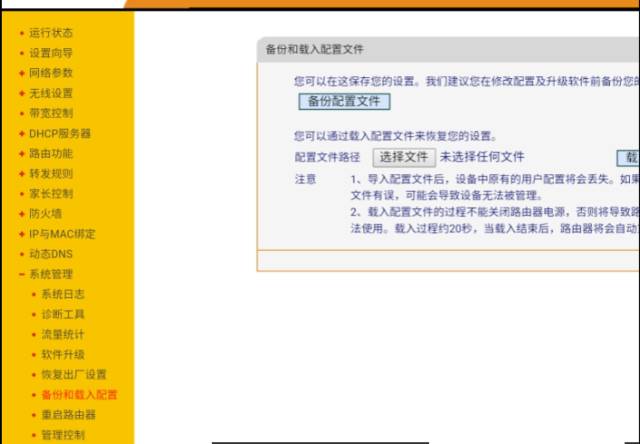 运行状态
设置向导
网络参数
无线设置
带宽控制
DHCP服务器
路由功能
转发规则
家长控制
防火墙
IP与MAC绑定
动态DNS
系统管理
系统日志
诊断工具
流量统计
软件升级
恢复出厂设置
备份和载入配置
重启路由器
管理控制
备份和载入配置文件
您可以在这保存您的设置。我们建议您在修改配置及升级软件前备份您的
备份配置文件
您可以通过载入配置文件来恢复您的设置。
配置文件路径 选择文件 未选择任何文件 载
注意 1、导入配置文件后，设备中原有的用户配置将会丢失。如果
文件有误，可能会导致设备无法被管理。
2、载入配置文件的过程不能关闭路由器电源，否则将导致路
法使用。载入过程约20秒，当载入结束后，路由器将会自动